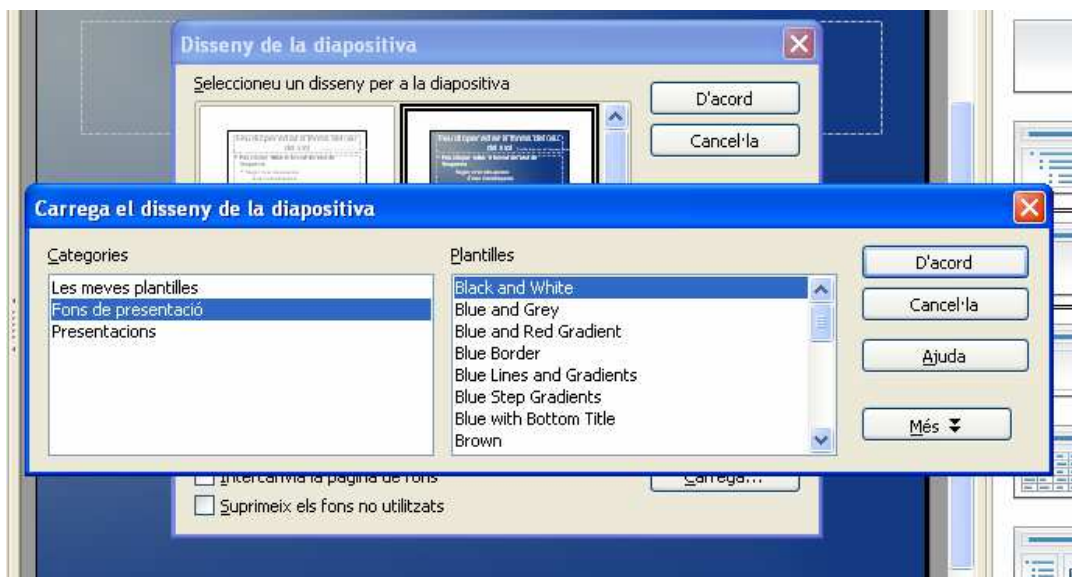 Disseny de la diapositiva
Seleccioneu un disseny per a la diapositiva
D'acord
Cancel·la
Carrega el disseny de la diapositiva
Categories
Les meves plantilles
Fons de presentació
Presentacions
Plantilles
Black and White
Blue and Grey
Blue and Red Gradient
Blue Border
Blue Lines and Gradients
Blue Step Gradients
Blue with Bottom Title
Brown
D'acord
Cancel·la
Ajuda
Més
Intercanvia la pàgina de fons
Carrega...
Suprimeix els fons no utilitzats